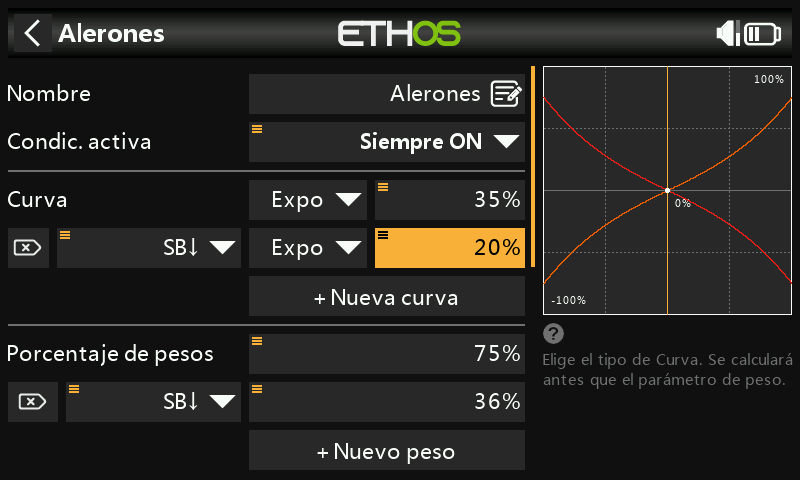 Alerones
ETHOS
Nombre
Alerones
Condic. activa
Siempre ON
Curva
Expo
35%
SB↓
Expo
20%
+ Nueva curva
Porcentaje de pesos
75%
SB↓
36%
+ Nuevo peso
100%
0%
-100%
?
Elige el tipo de Curva. Se calculará
antes que el parámetro de peso.